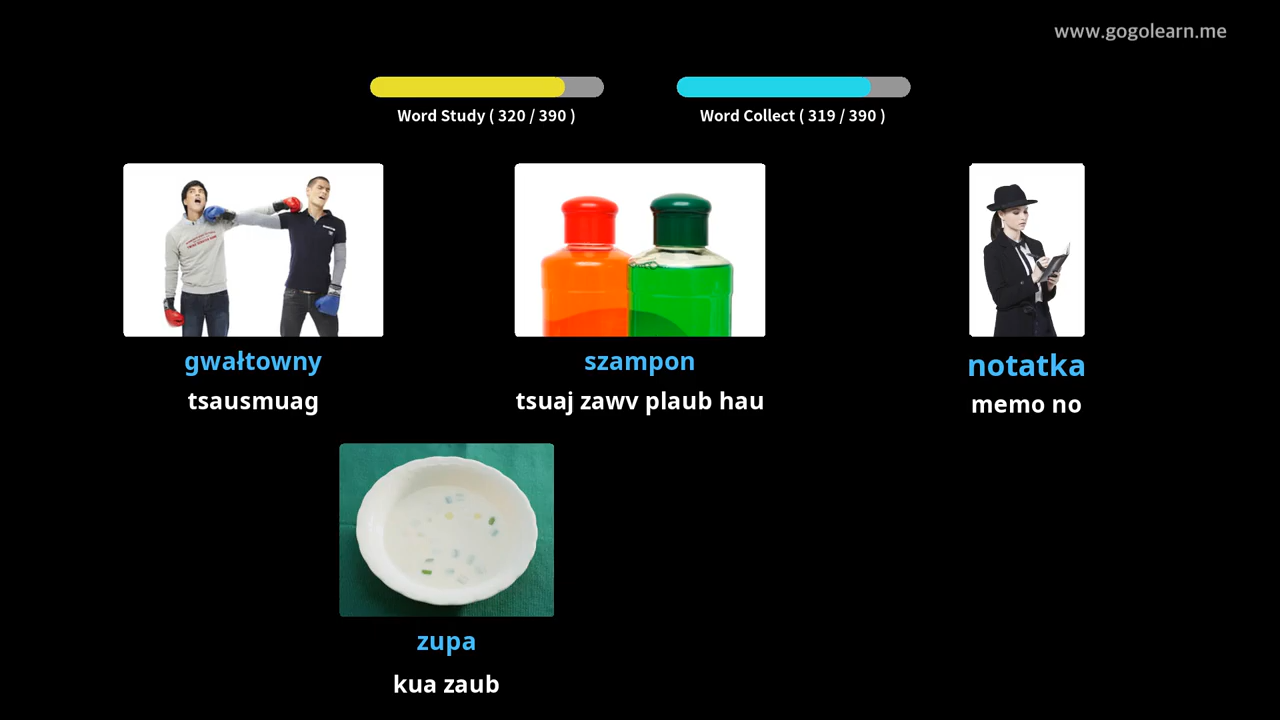 www.gogolearn.me
Word Study ( 320 / 390 )
Word Collect ( 319 / 390 )
gwałtowny
tsausmuag
szampon
tsuaj zawv plaub hau
notatka
memo no
zupa
kua zaub